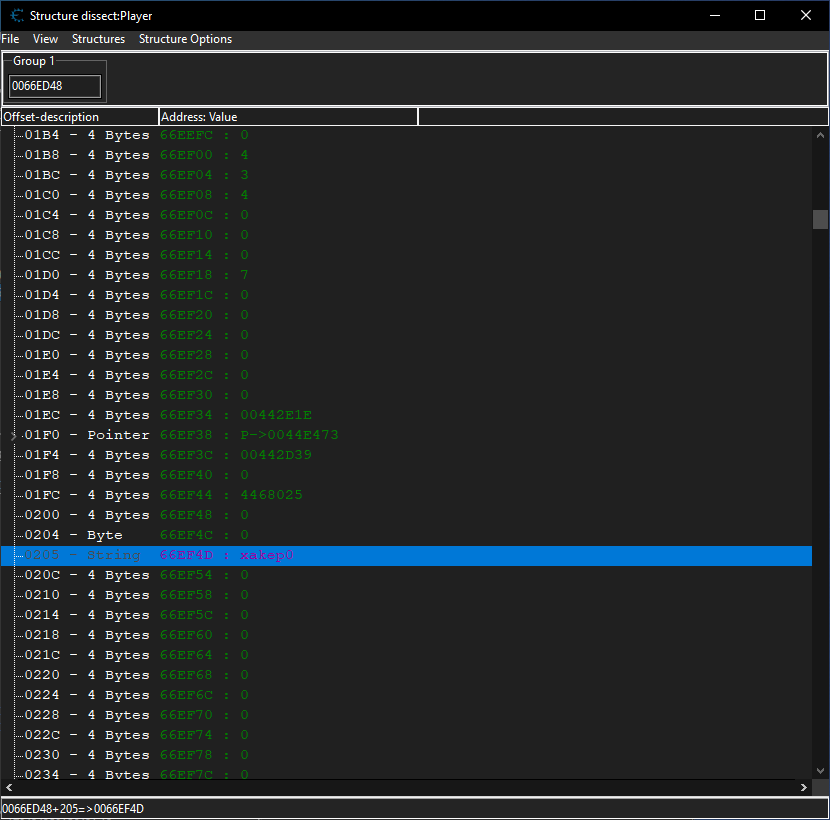 Structure dissect:Player
File View Structures Structure Options
Group 1
0066ED48
Offset-description Address: Value
01B4 - 4 Bytes 66EEFC : 0
01B8 - 4 Bytes 66EF00 : 4
01BC - 4 Bytes 66EF04 : 3
01C0 - 4 Bytes 66EF08 : 4
01C4 - 4 Bytes 66EF0C : 0
01C8 - 4 Bytes 66EF10 : 0
01CC - 4 Bytes 66EF14 : 0
01D0 - 4 Bytes 66EF18 : 7
01D4 - 4 Bytes 66EF1C : 0
01D8 - 4 Bytes 66EF20 : 0
01DC - 4 Bytes 66EF24 : 0
01E0 - 4 Bytes 66EF28 : 0
01E4 - 4 Bytes 66EF2C : 0
01E8 - 4 Bytes 66EF30 : 0
01EC - 4 Bytes 66EF34 : 00442E1E
01F0 - Pointer 66EF38 : P->0044E473
01F4 - 4 Bytes 66EF3C : 00442D39
01F8 - 4 Bytes 66EF40 : 0
01FC - 4 Bytes 66EF44 : 4468025
0200 - 4 Bytes 66EF48 : 0
0204 - Byte 66EF4C : 0
0205 - String 66EF4D : xakep0
020C - 4 Bytes 66EF54 : 0
0210 - 4 Bytes 66EF58 : 0
0214 - 4 Bytes 66EF5C : 0
0218 - 4 Bytes 66EF60 : 0
021C - 4 Bytes 66EF64 : 0
0220 - 4 Bytes 66EF68 : 0
0224 - 4 Bytes 66EF6C : 0
0228 - 4 Bytes 66EF70 : 0
022C - 4 Bytes 66EF74 : 0
0230 - 4 Bytes 66EF78 : 0
0234 - 4 Bytes 66EF7C : 0
0066ED48+205=>0066EF4D